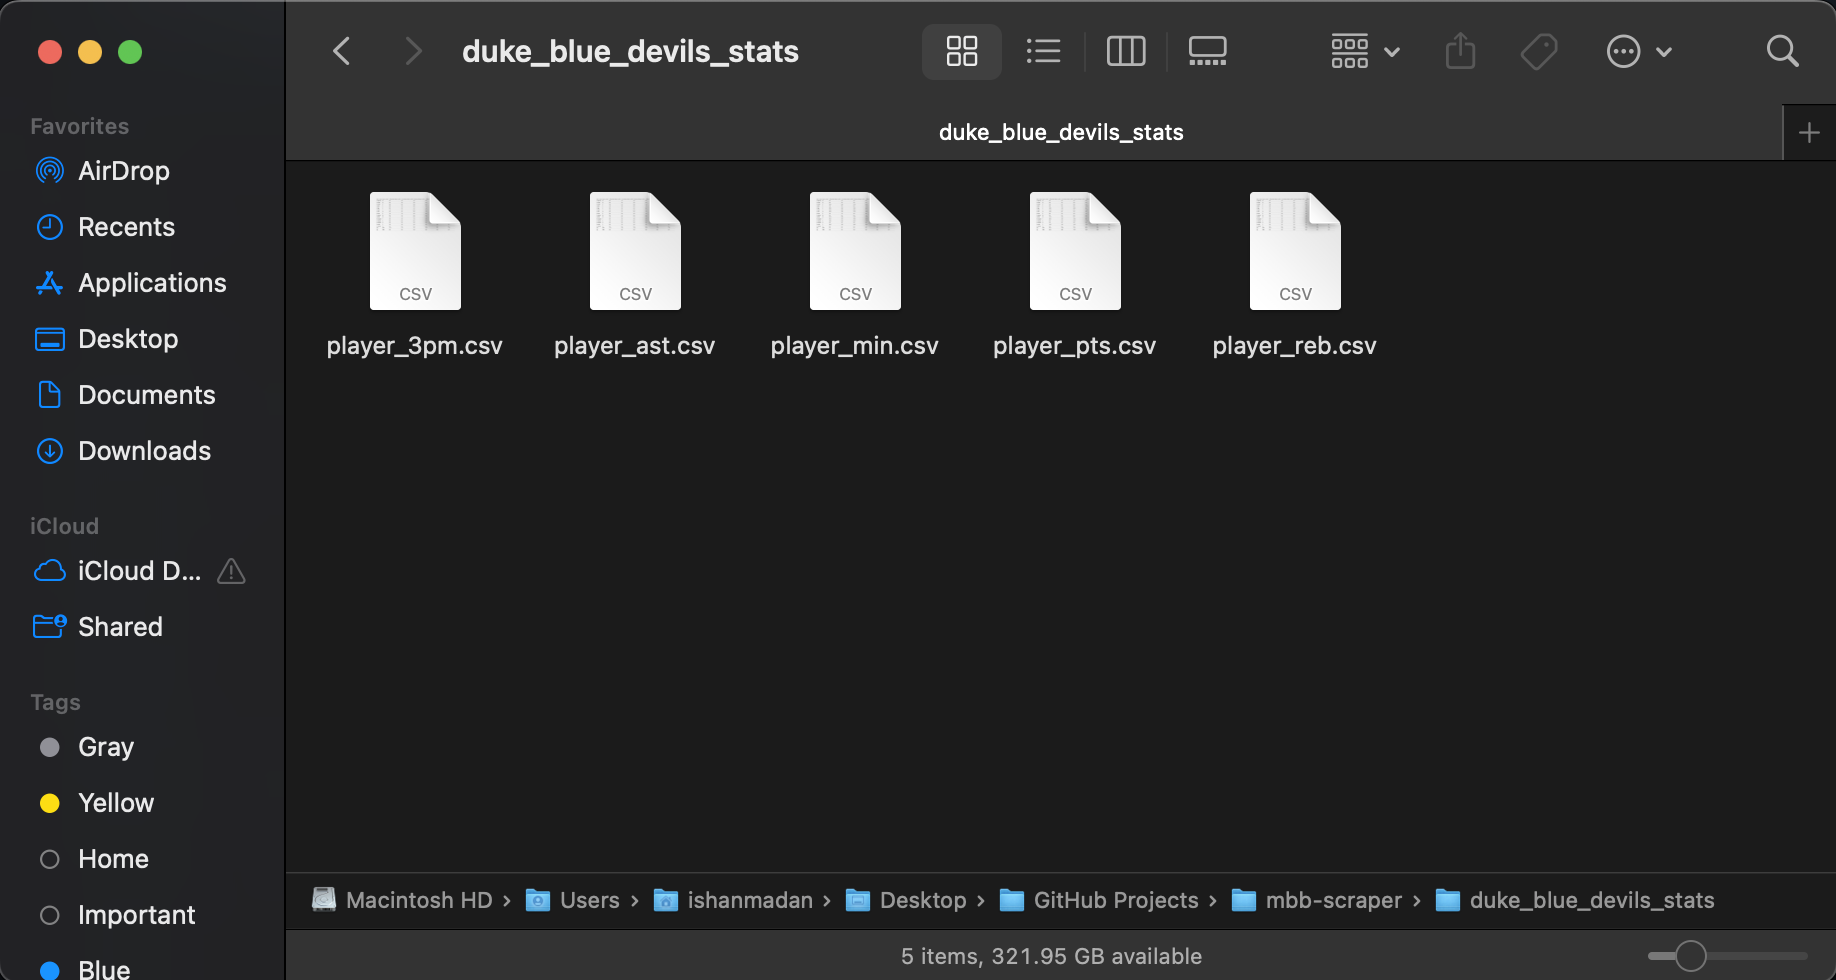 duke_blue_devils_stats
duke_blue_devils_stats
Favorites
AirDrop
Recents
Applications
Desktop
Documents
Downloads
iCloud
iCloud D...
Shared
Tags
Gray
Yellow
Home
Important
Blue
CSV CSV CSV CSV CSV
player_3pm.csv player_ast.csv player_min.csv player_pts.csv player_reb.csv
Macintosh HD › Users › ishanmadan › Desktop › GitHub Projects › mbb-scraper › duke_blue_devils_stats
5 items, 321.95 GB available